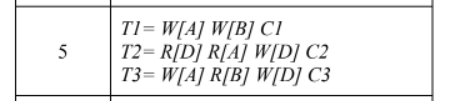 5
T1= W[A] W[B] C1
T2= R[D] R[A] W[D] C2
T3= W[A] R[B] W[D] C3